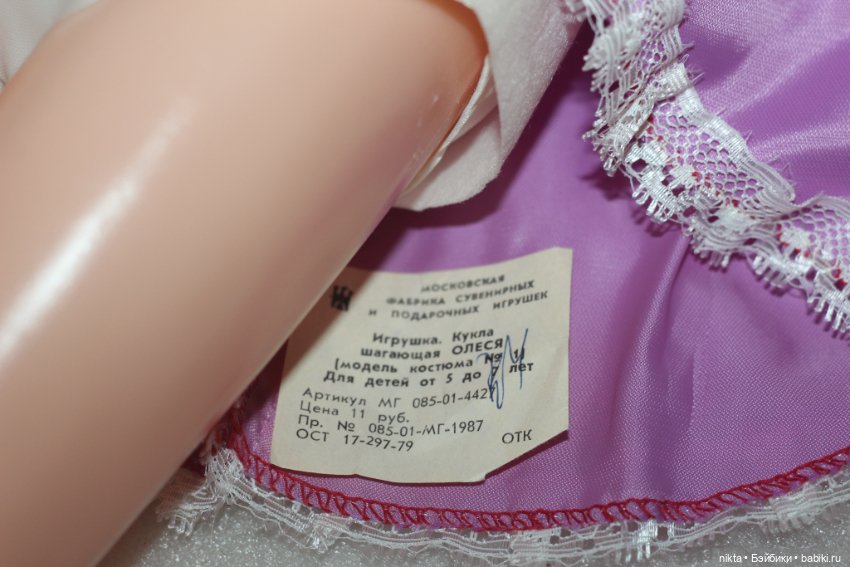 МОСКОВСКАЯ
ФАБРИКА СУВЕНИРНЫХ
И ПОДАРОЧНЫХ ИГРУШЕК
Игрушка. Кукла
шагающая ОЛЕСЯ
(модель костюма №
Для детей от 5 до лет
Артикул МГ 085-01-442
Цена 11 руб.
Пр. № 085-01-МГ-1987
ОСТ 17-297-79 ОТК
nikta • Бэйбики • babiki.ru